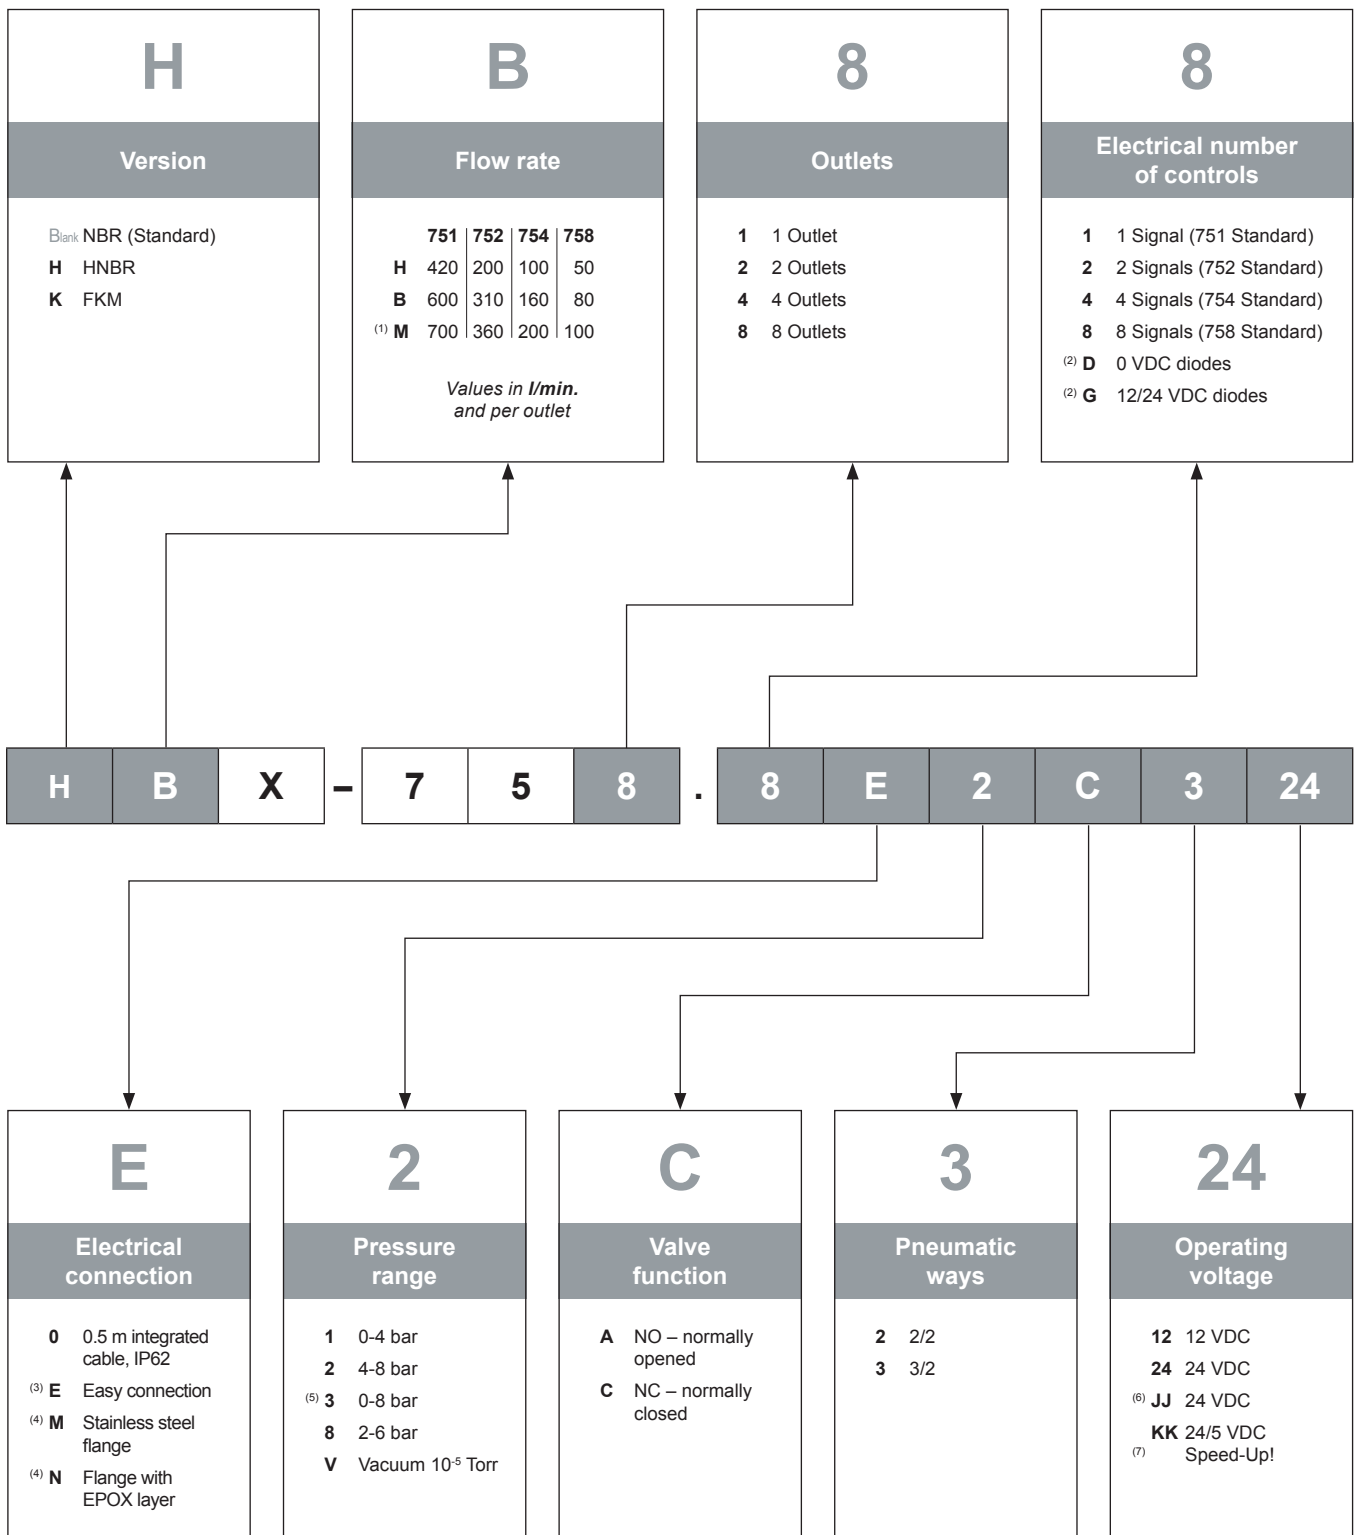 H
Version
Blank NBR (Standard)
H HNBR
K FKM
B
Flow rate
751 752 754 758
H 420 200 100 50
B 600 310 160 80
(1) M 700 360 200 100
Values in l/min.
and per outlet
8
Outlets
1 1 Outlet
2 2 Outlets
4 4 Outlets
8 8 Outlets
8
Electrical number
of controls
1 1 Signal (751 Standard)
2 2 Signals (752 Standard)
4 4 Signals (754 Standard)
8 8 Signals (758 Standard)
(2) D 0 VDC diodes
(2) G 12/24 VDC diodes
H B X – 7 5 8 . 8 E 2 C 3 24
E
Electrical
connection
0 0.5 m integrated
cable, IP62
(3) E Easy connection
(4) M Stainless steel
flange
(4) N Flange with
EPOX layer
2
Pressure
range
1 0-4 bar
2 4-8 bar
(5) 3 0-8 bar
8 2-6 bar
V Vacuum 10-5 Torr
C
Valve
function
A NO – normally
opened
C NC – normally
closed
3
Pneumatic
ways
2 2/2
3 3/2
24
Operating
voltage
12 12 VDC
24 24 VDC
(6) JJ 24 VDC
KK 24/5 VDC
(7) Speed-Up!